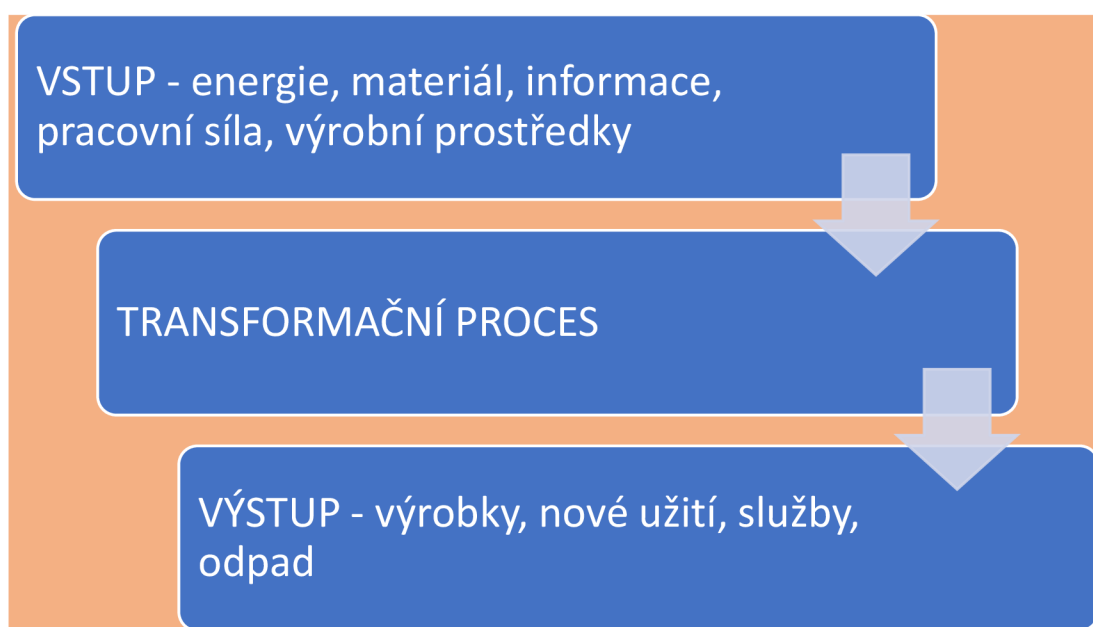 VSTUP - energie, materiál, informace,
pracovní síla, výrobní prostředky
TRANSFORMAČNÍ PROCES
VÝSTUP - výrobky, nové užití, služby,
odpad